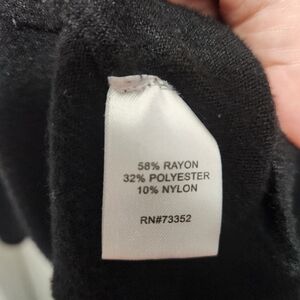 58% RAYON
32% POLYESTER
10% NYLON
RN#73352